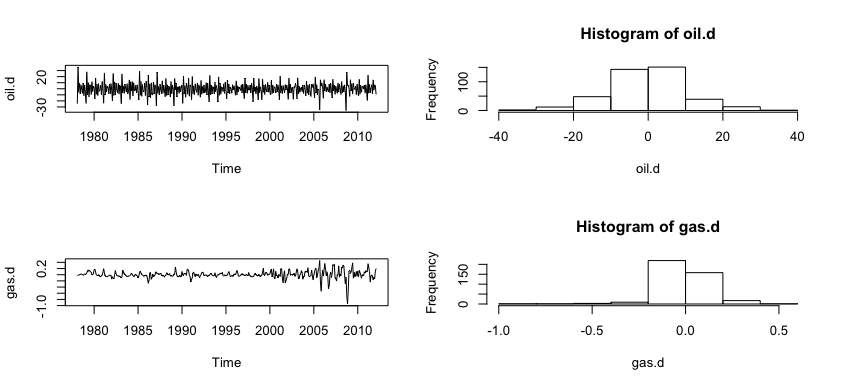 oil.d
20
-30
1980 1985 1990 1995 2000 2005 2010
Time
Histogram of oil.d
Frequency
100
0
-40 -20 0 20 40
oil.d
gas.d
0.2
-1.0
1980 1985 1990 1995 2000 2005 2010
Time
Histogram of gas.d
Frequency
150
0
-1.0 -0.5 0.0 0.5
gas.d